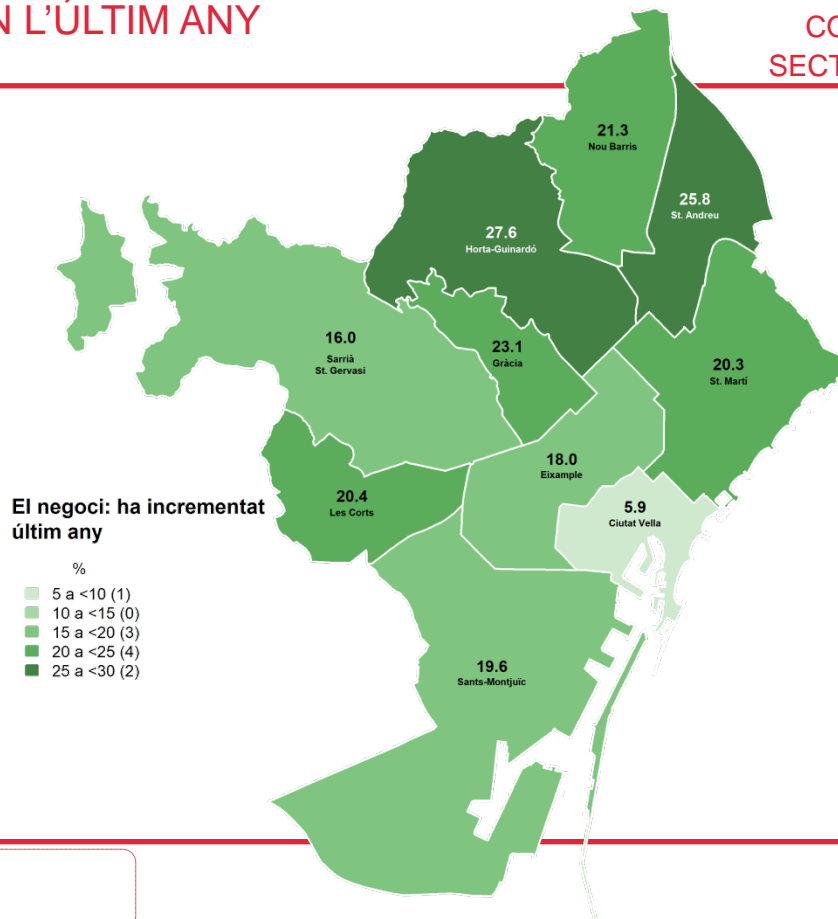 L'ÚLTIM ANY
21.3
Nou Barris
25.8
St. Andreu
27.6
Horta-Guinardó
16.0
Sarrià
St. Gervasi
23.1
Gràcia
20.3
St. Martí
18.0
Eixample
20.4
Les Corts
5.9
Ciutat Vella
El negoci: ha incrementat
últim any
%
5 a <10 (1)
10 a <15 (0)
15 a <20 (3)
20 a <25 (4)
25 a <30 (2)
19.6
Sants-Montjuïc